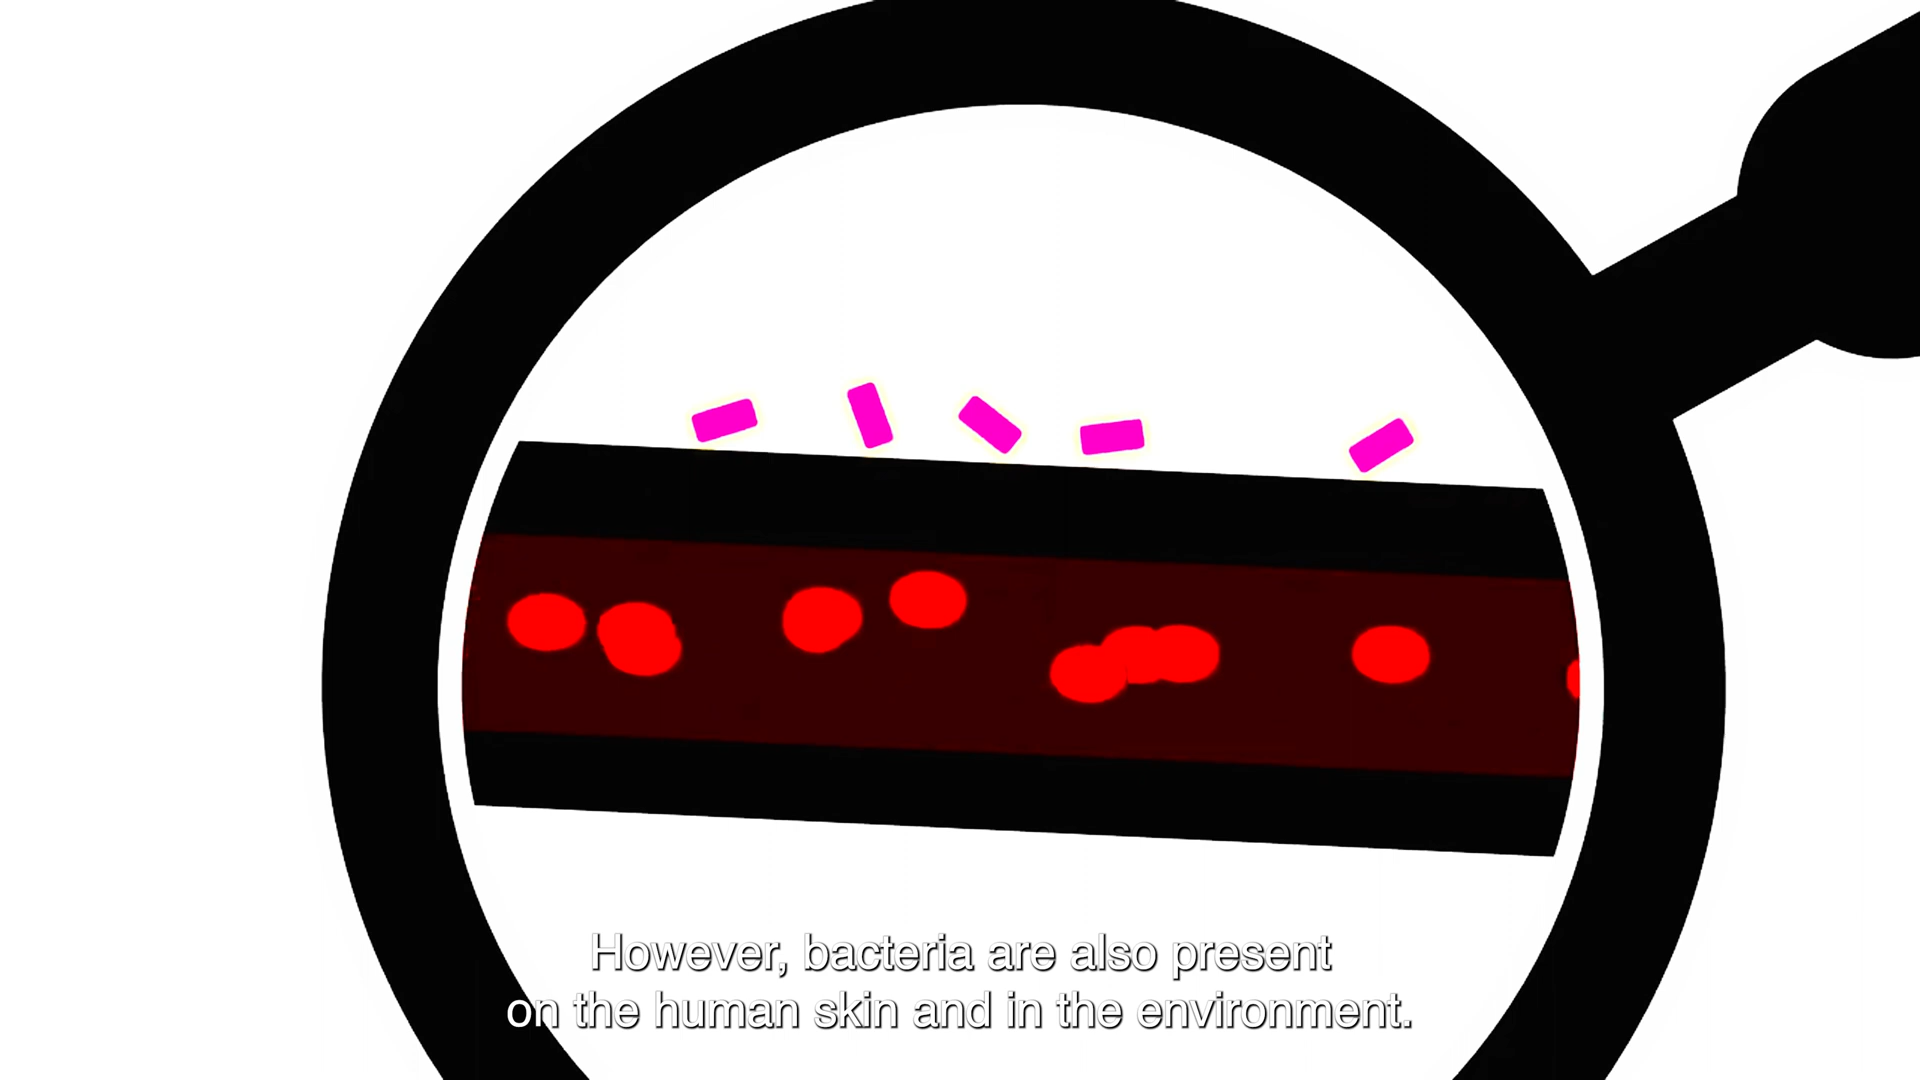 However, bacteria are also present
on the human skin and in the environment.